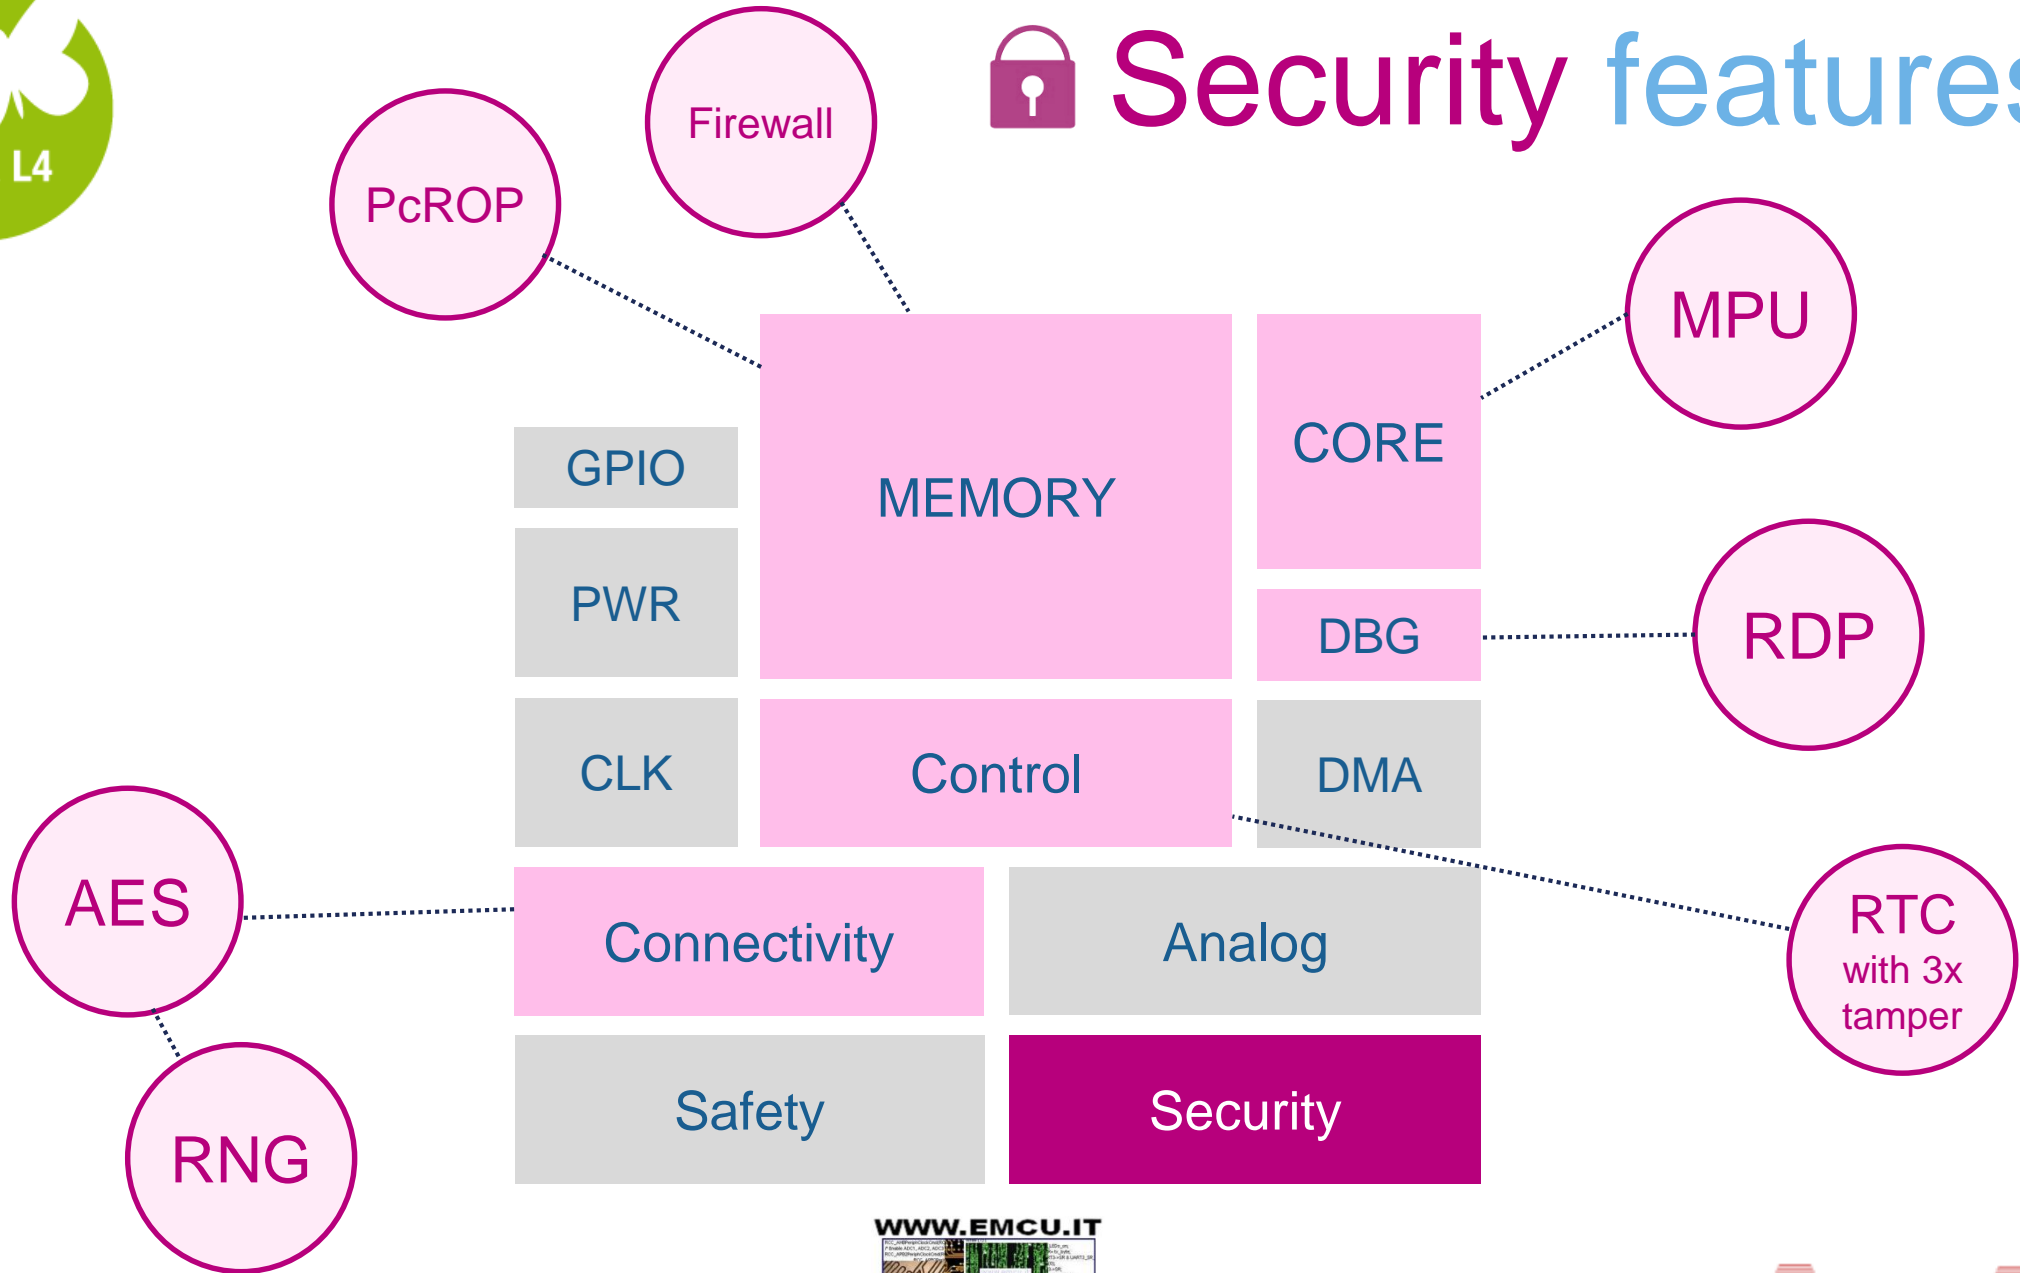 Security features
L4
Firewall
PcROP
MPU
GPIO
MEMORY
CORE
PWR
DBG
RDP
CLK
Control
DMA
AES
Connectivity
Analog
RTC
with 3x
tamper
RNG
Safety
Security
WWW.EMCU.IT